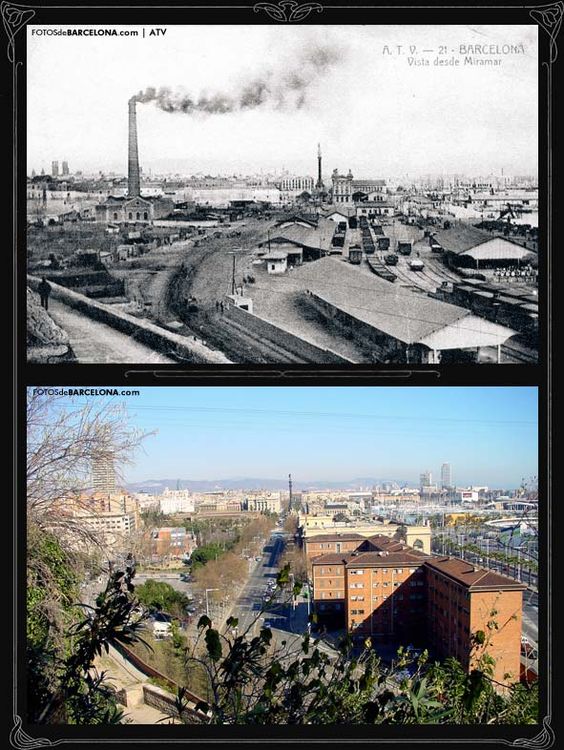 FOTOSdeBARCELONA.com | ATV
A. T. V. — 21 - BARCELONA
Vista desde Miramar
FOTOSdeBARCELONA.com